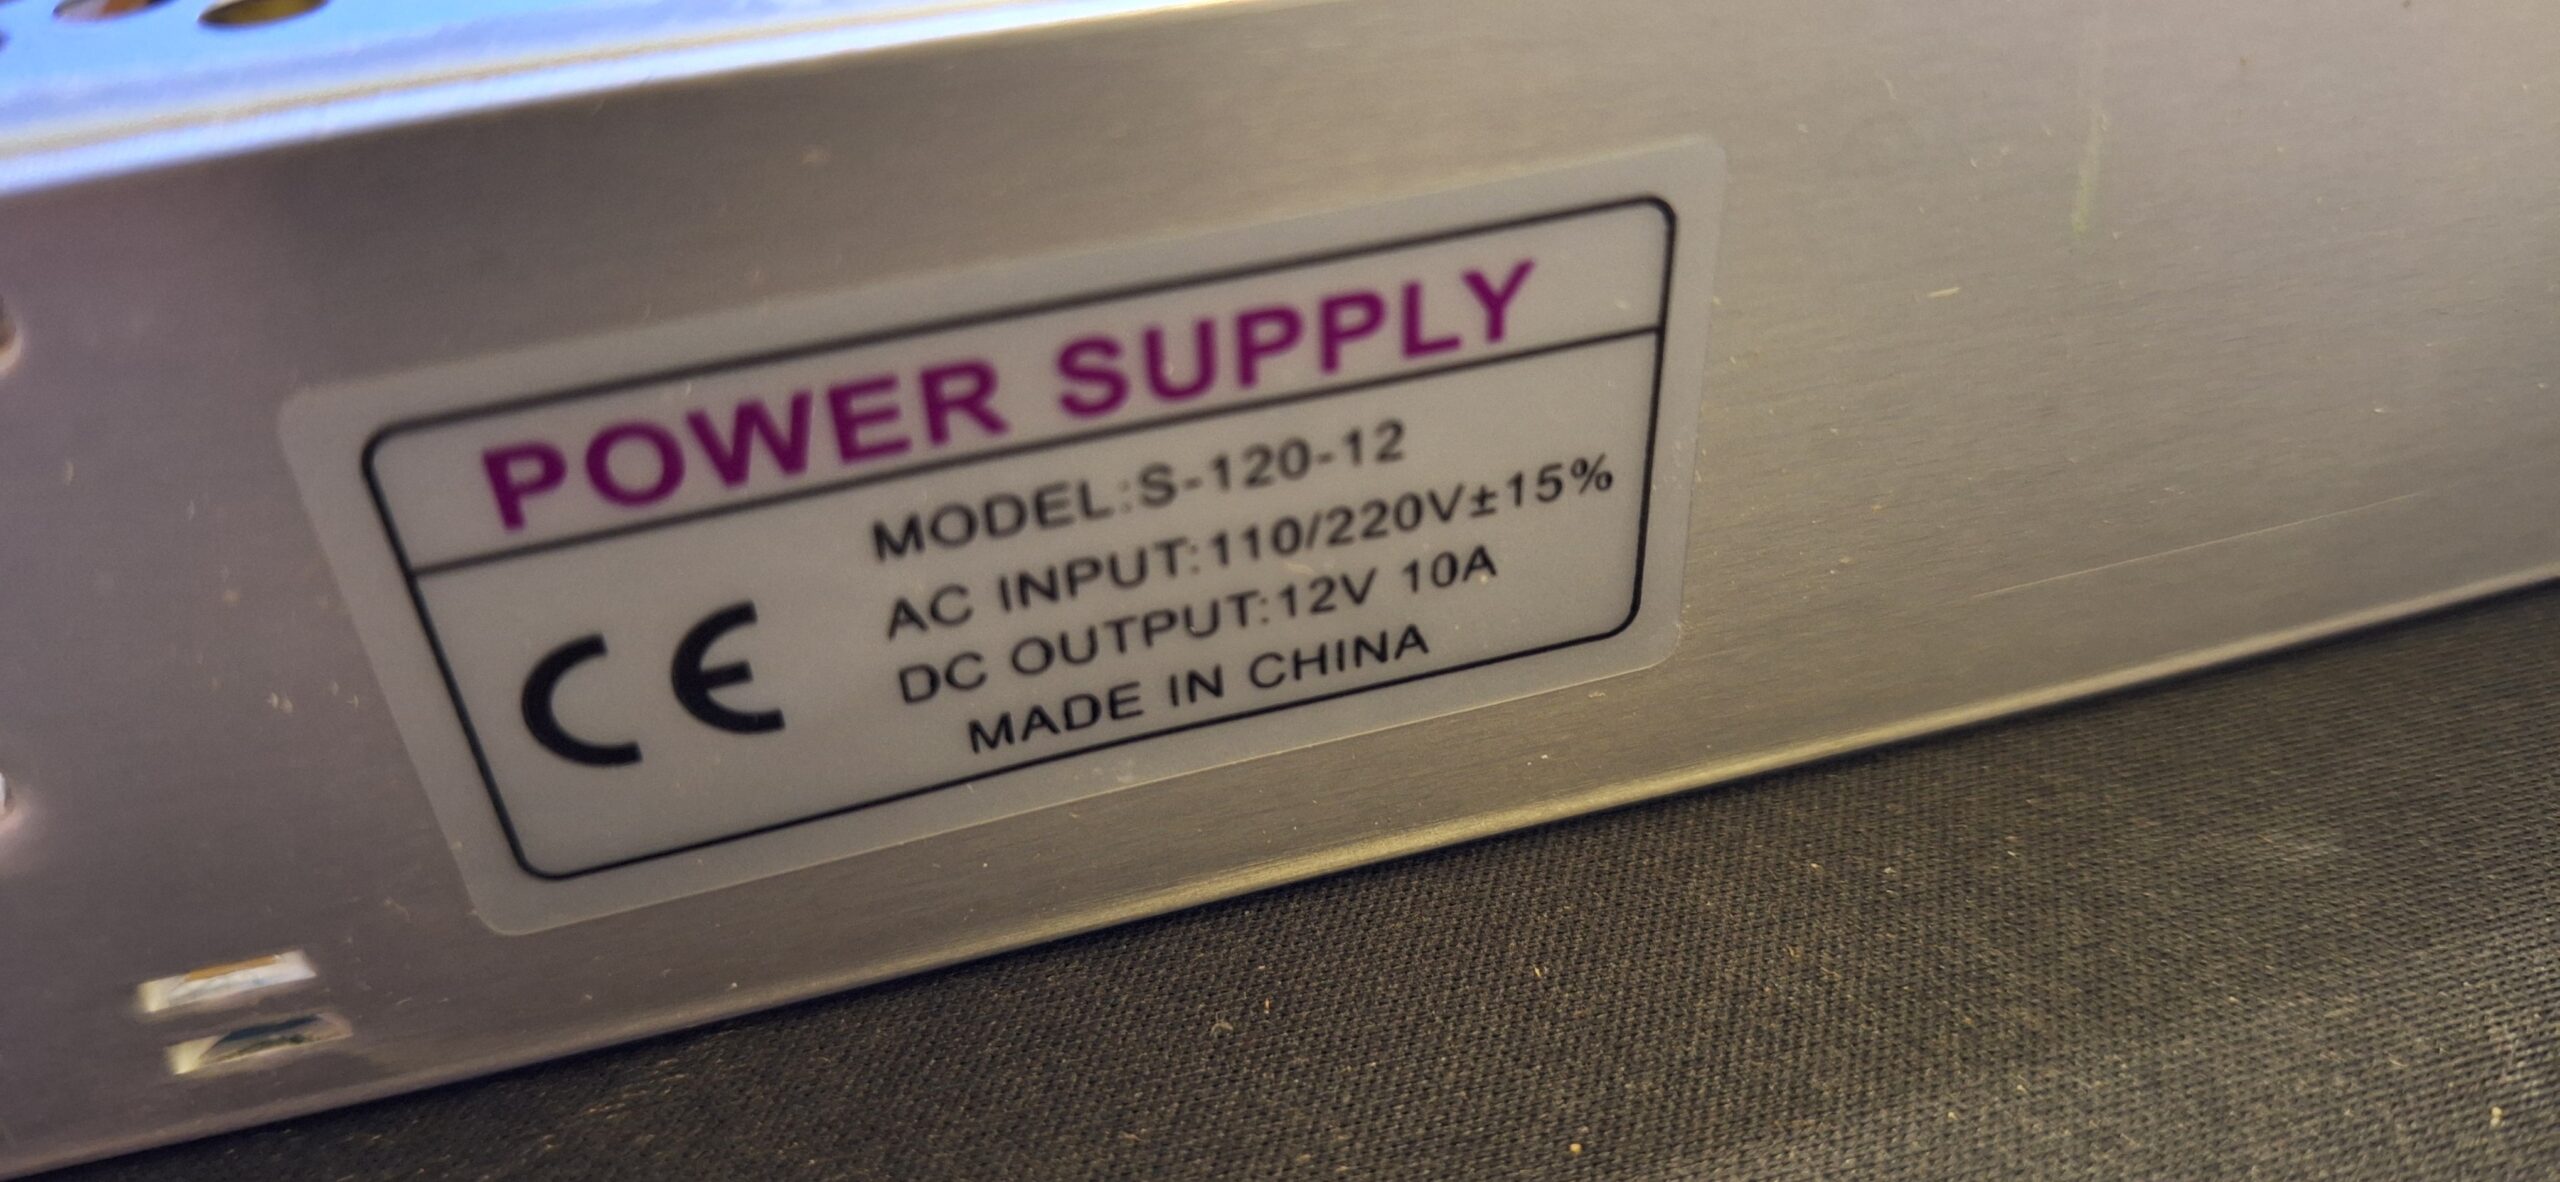 POWER SUPPLY
MODEL:S-120-12
AC INPUT:110/220V±15%
DC OUTPUT:12V 10A
MADE IN CHINA
CE